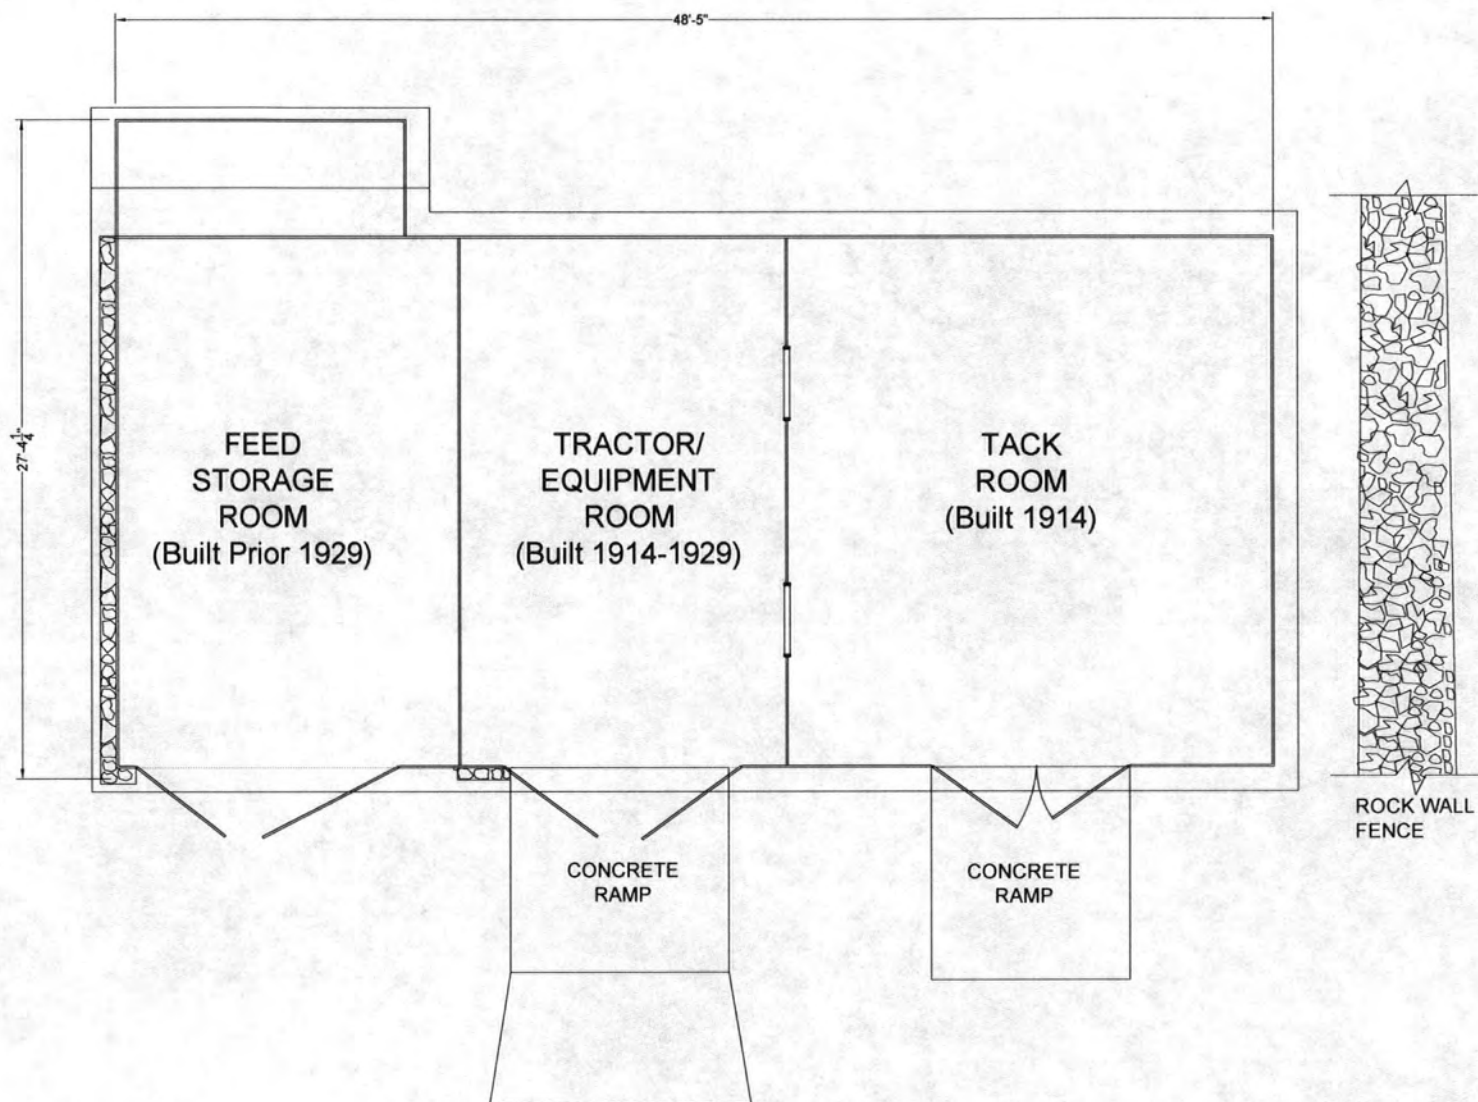 48'-5"
27'-4¼"
FEED
STORAGE
ROOM
(Built Prior 1929)
TRACTOR/
EQUIPMENT
ROOM
(Built 1914-1929)
TACK
ROOM
(Built 1914)
ROCK WALL
FENCE
CONCRETE
RAMP
CONCRETE
RAMP